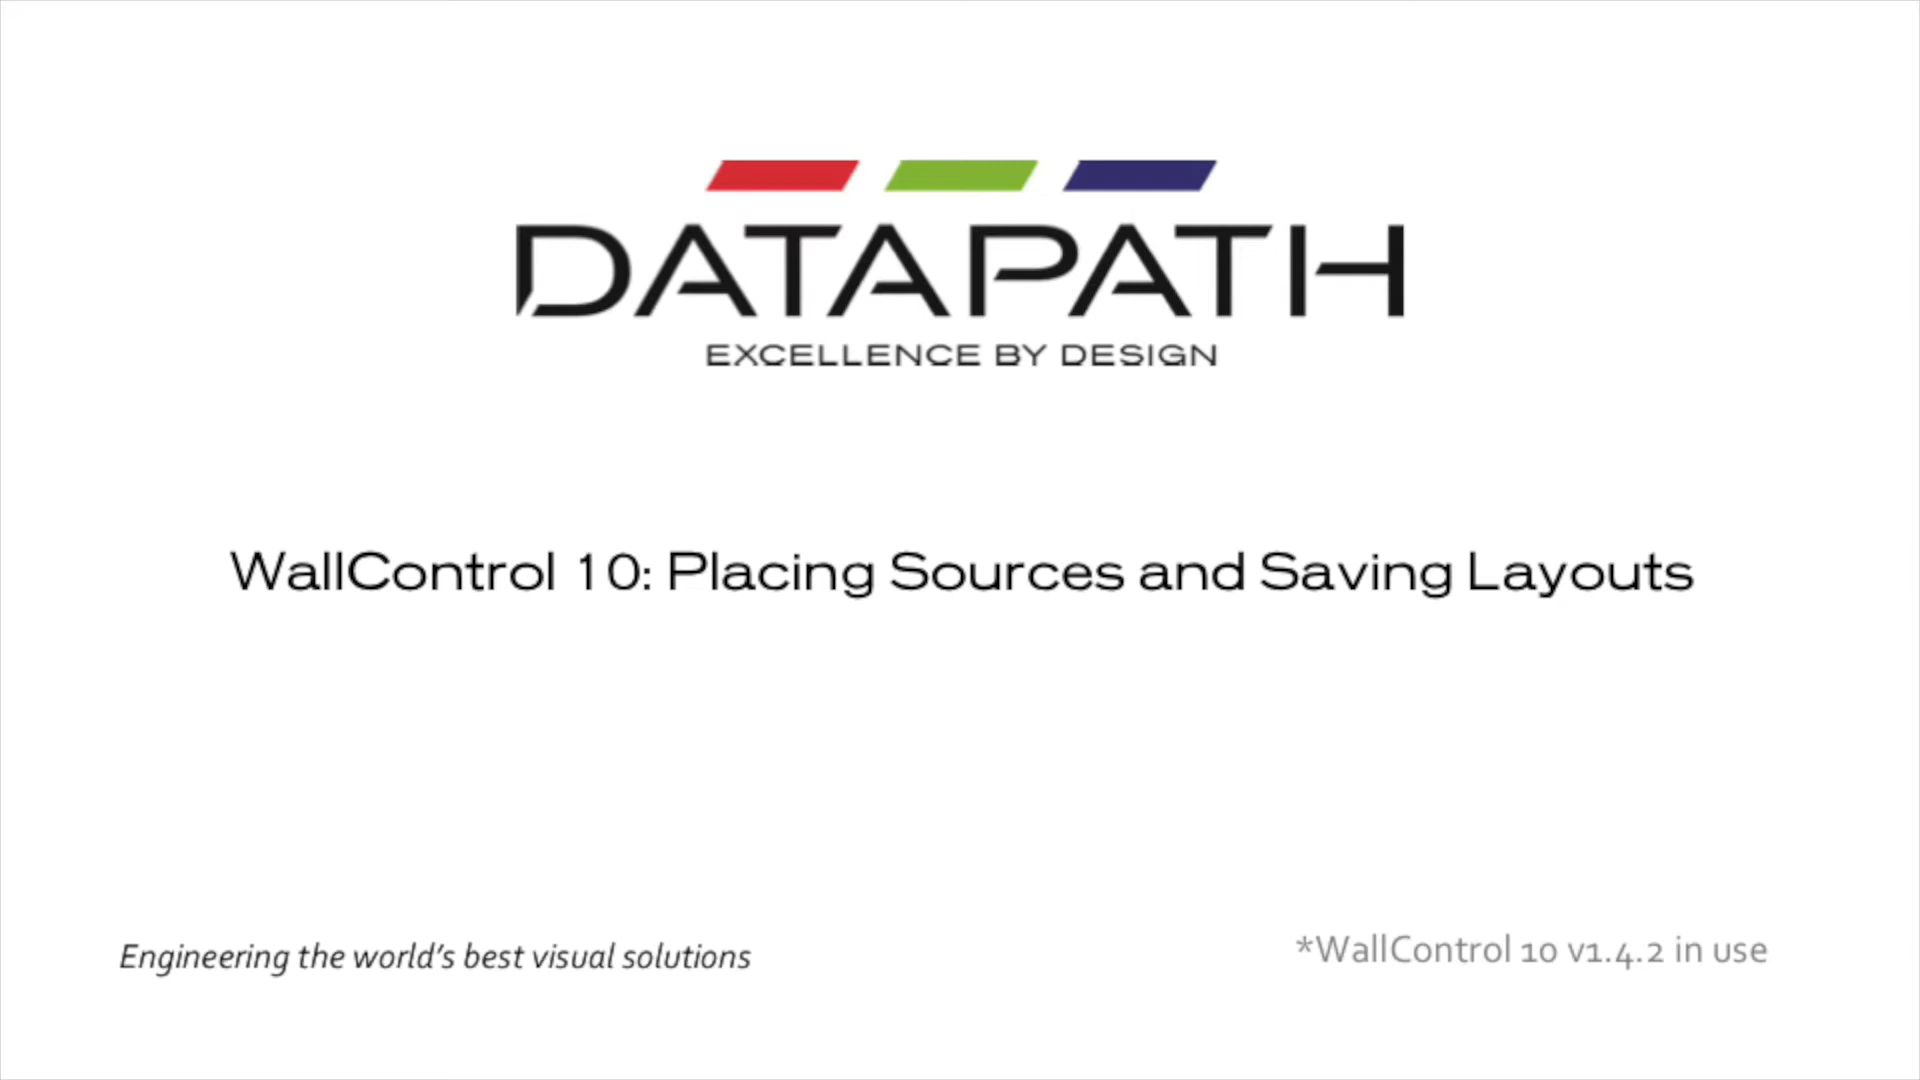 DATAPATH
EXCELLENCE BY DESIGN
WallControl 10: Placing Sources and Saving Layouts
Engineering the world’s best visual solutions
*WallControl 10 v1.4.2 in use